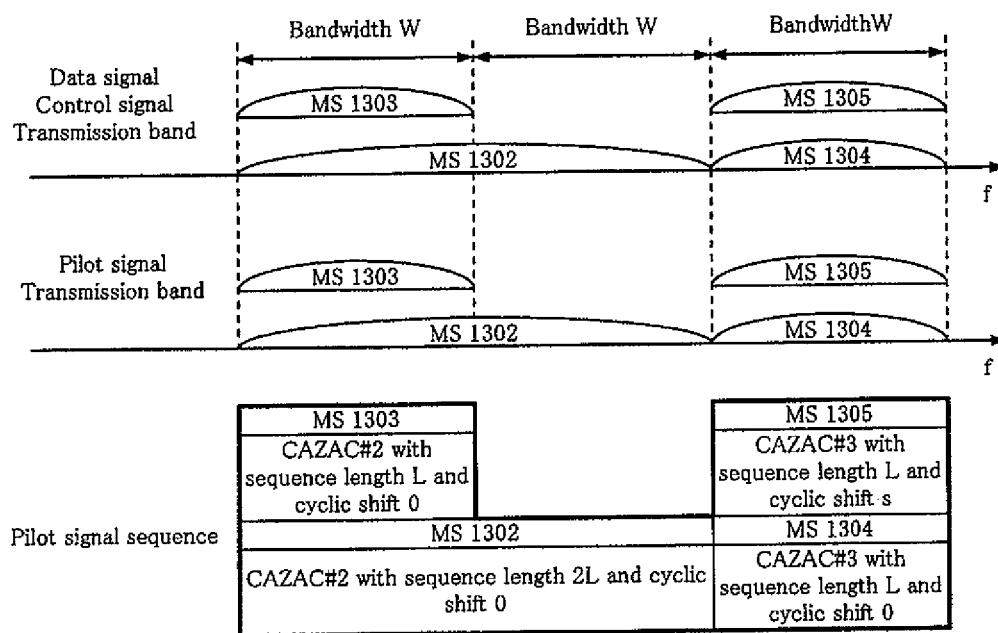 Bandwidth W
Bandwidth W
BandwidthW
Data signal
Control signal
Transmission band
MS 1303
MS 1305
MS 1302
MS 1304
f
Pilot signal
Transmission band
MS 1303
MS 1305
MS 1302
MS 1304
f
Pilot signal sequence
MS 1303
CAZAC#2 with
sequence length L and
cyclic shift 0
MS 1305
CAZAC#3 with
sequence length L and
cyclic shift s
MS 1302
CAZAC#2 with sequence length 2L and cyclic
shift 0
MS 1304
CAZAC#3 with
sequence length L and
cyclic shift 0